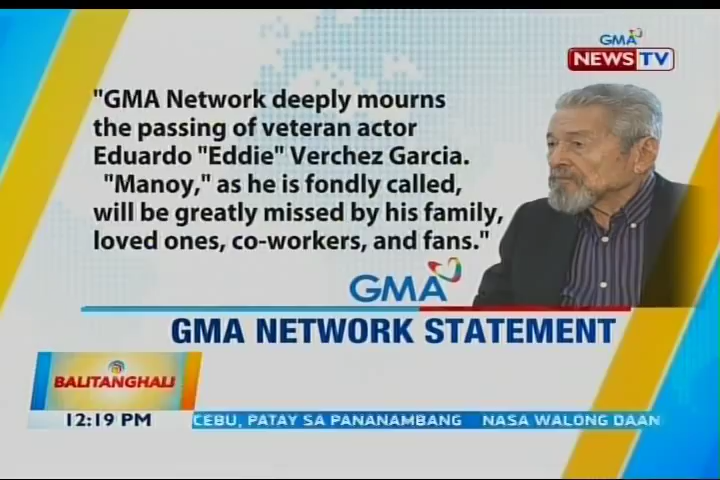 GMA
NEWS TV
"GMA Network deeply mourns
the passing of veteran actor
Eduardo "Eddie" Verchez Garcia.
"Manoy," as he is fondly called,
will be greatly missed by his family,
loved ones, co-workers, and fans."
GMA
GMA NETWORK STATEMENT
BALITANGHALI
12:19 PM CEBU, PATAY SA PANANAMBANG NASA WALONG DAAN